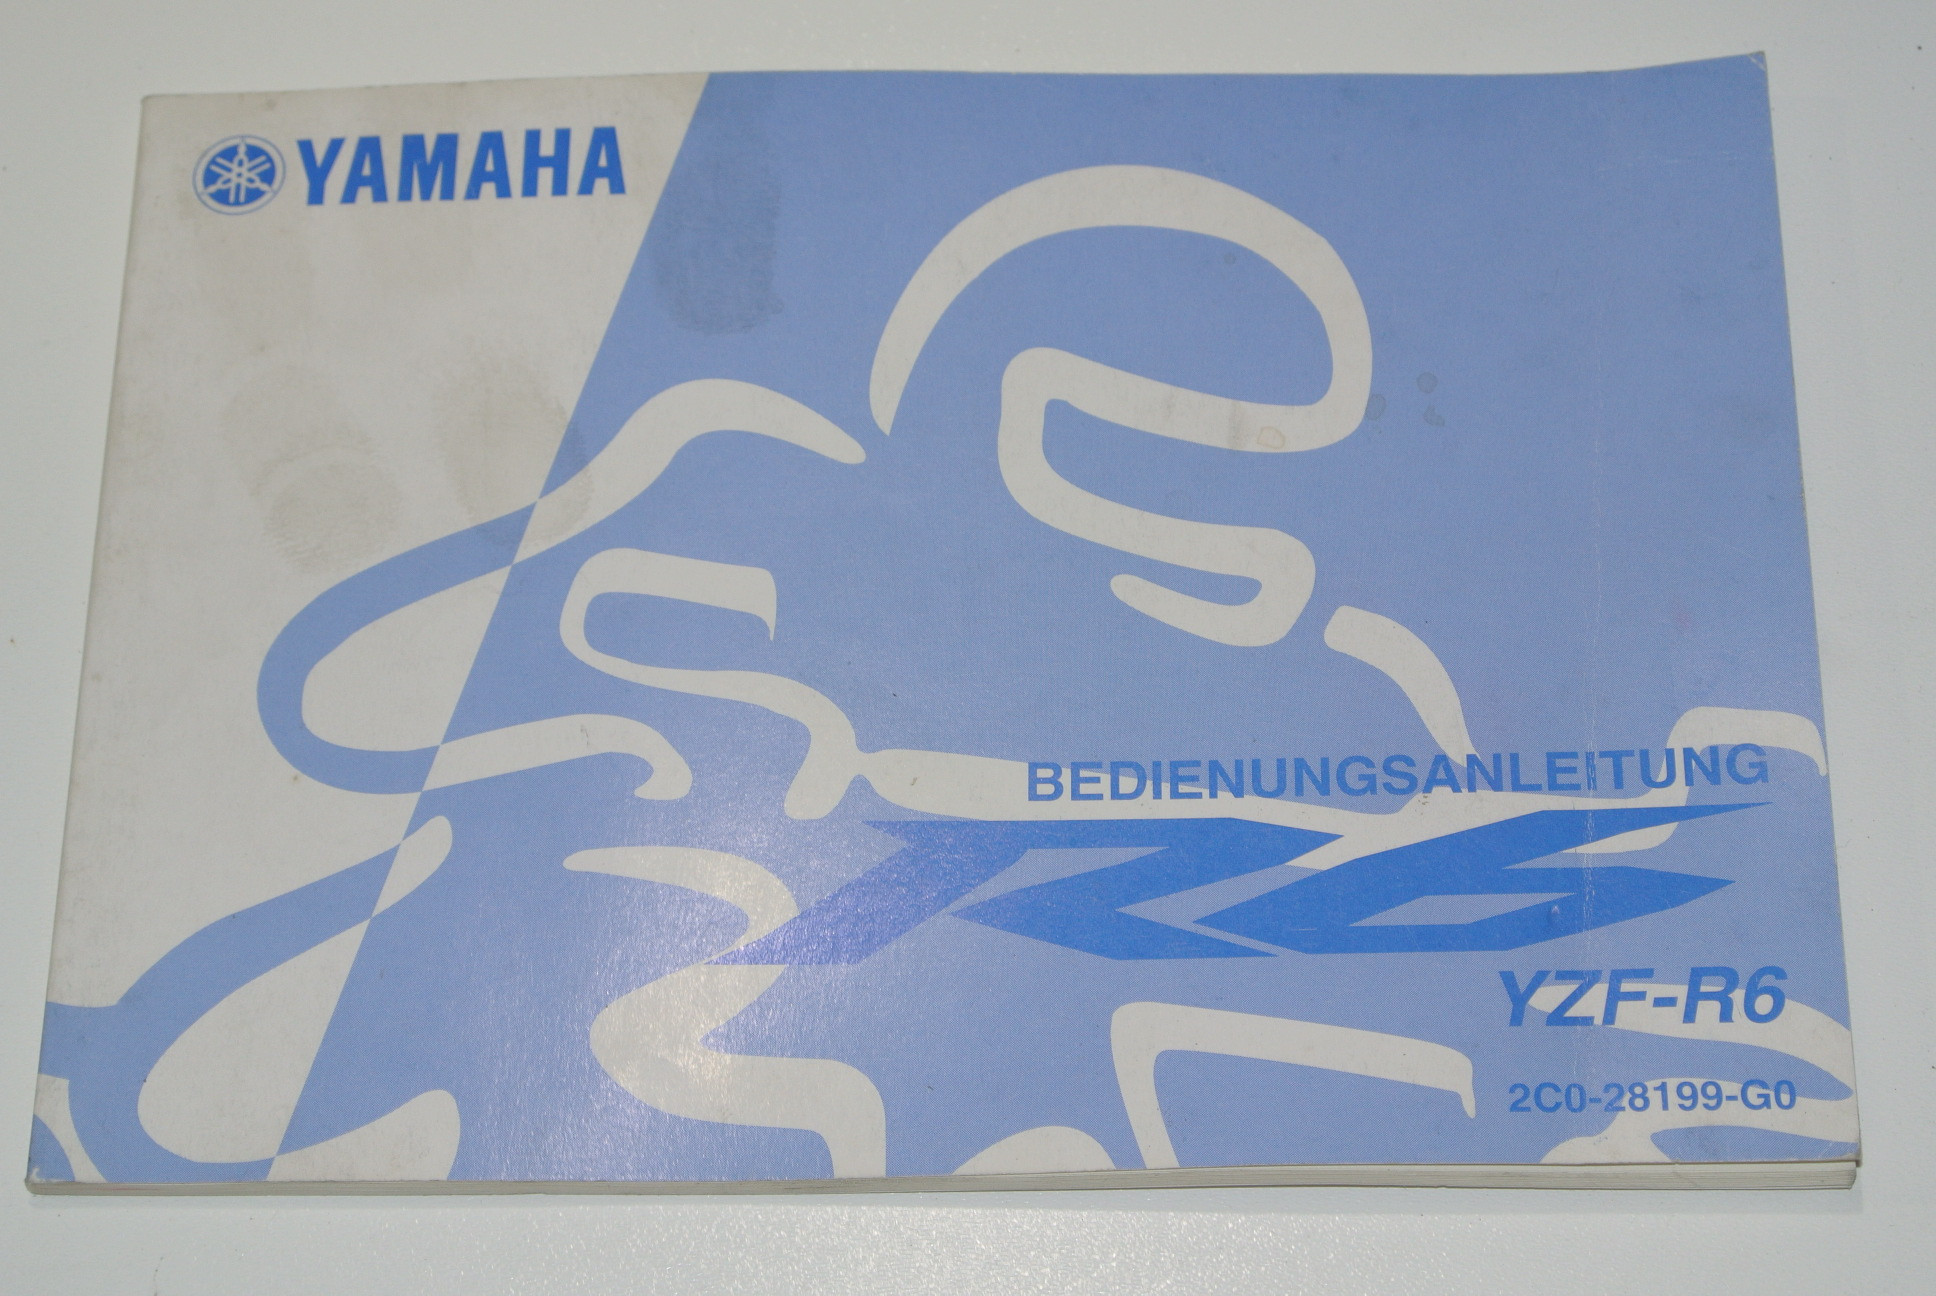 YAMAHA
BEDIENUNGSANLEITUNG
R6
YZF-R6
2C0-28199-G0